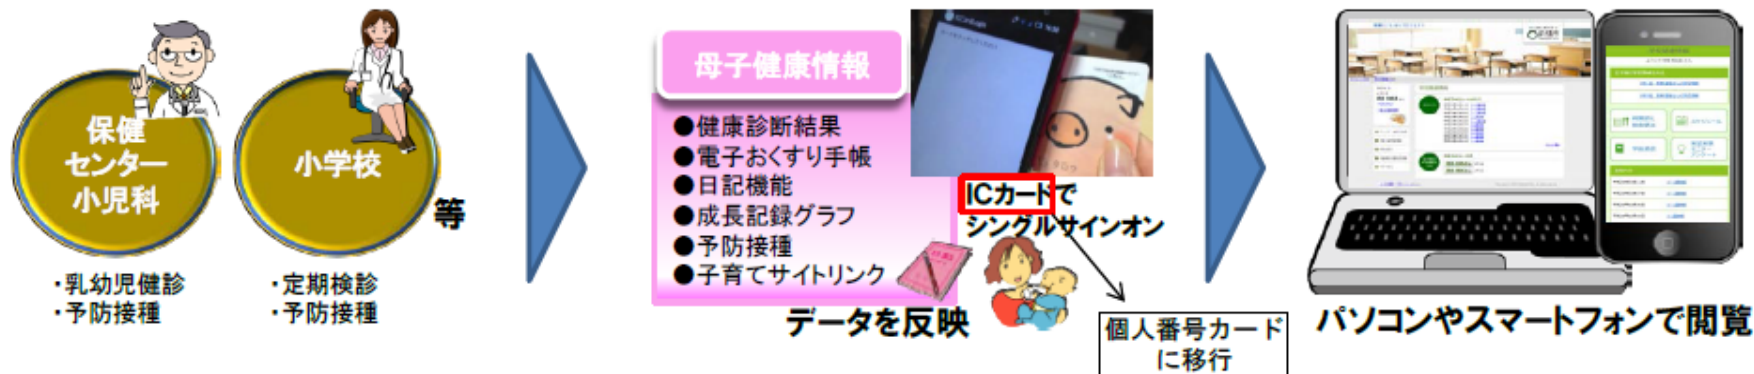 保健
センター
小児科
小学校
等
・乳幼児健診
・予防接種
・定期検診
・予防接種
母子健康情報
●健康診断結果
●電子おくすり手帳
●日記機能
●成長記録グラフ
●予防接種
●子育てサイトリンク
データを反映
ICカードで
シングルサインオン
個人番号カード
に移行
パソコンやスマートフォンで閲覧